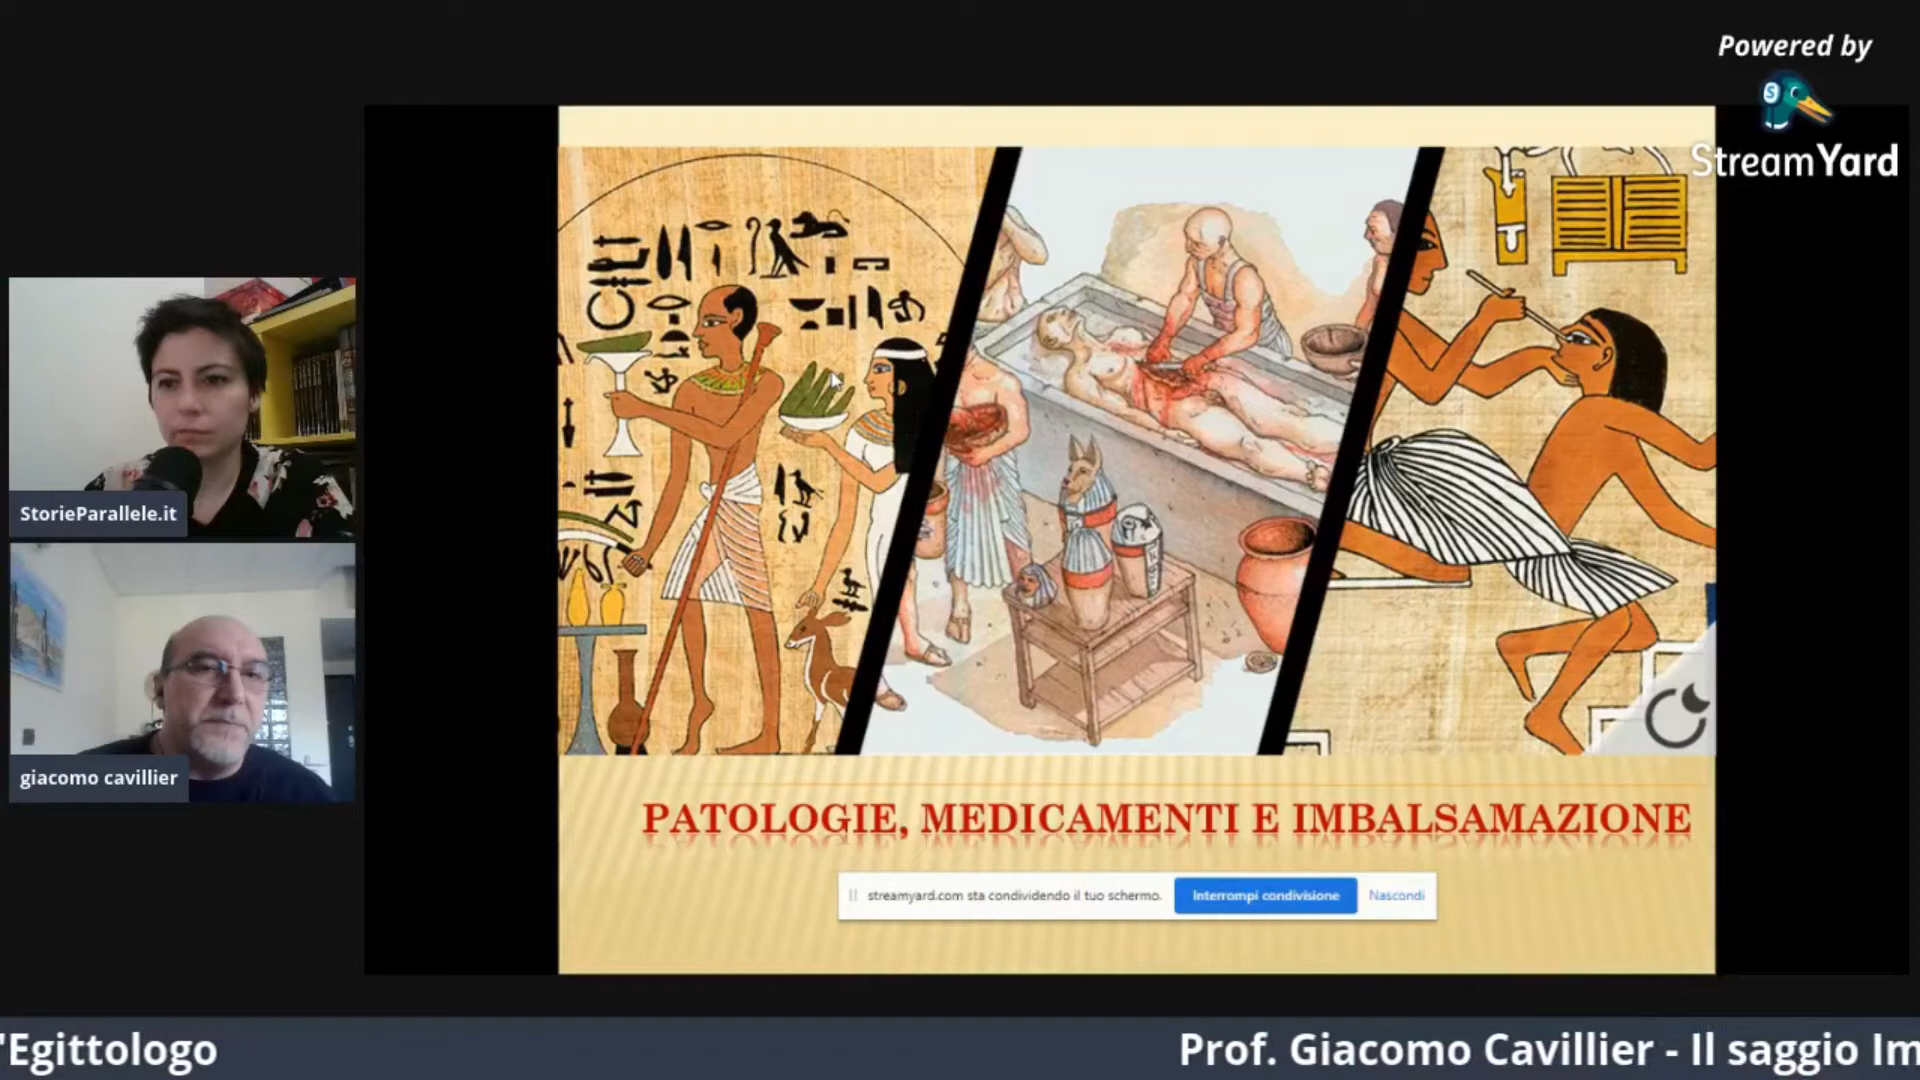 Powered by
StreamYard
StorieParallele.it
giacomo cavillier
PATOLOGIE, MEDICAMENTI E IMBALSAMAZIONE
streamyard.com sta condividendo il tuo schermo.
Interrompi condivisione
Nascondi
'Egittologo
Prof. Giacomo Cavillier - Il saggio Im